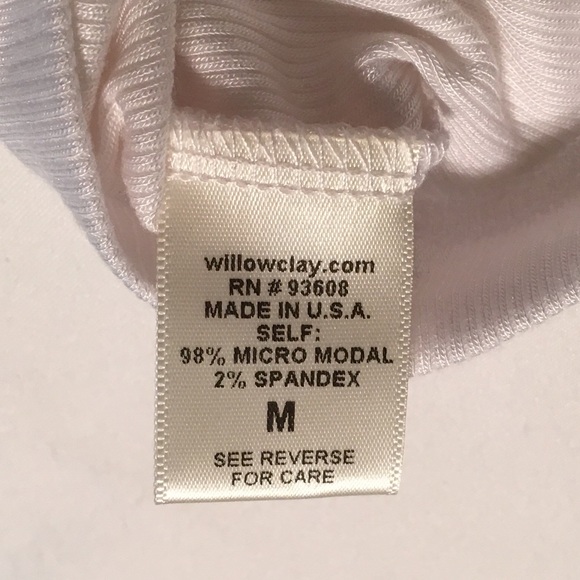 willowclay.com
RN # 93608
MADE IN U.S.A.
SELF:
98% MICRO MODAL
2% SPANDEX
M
SEE REVERSE
FOR CARE